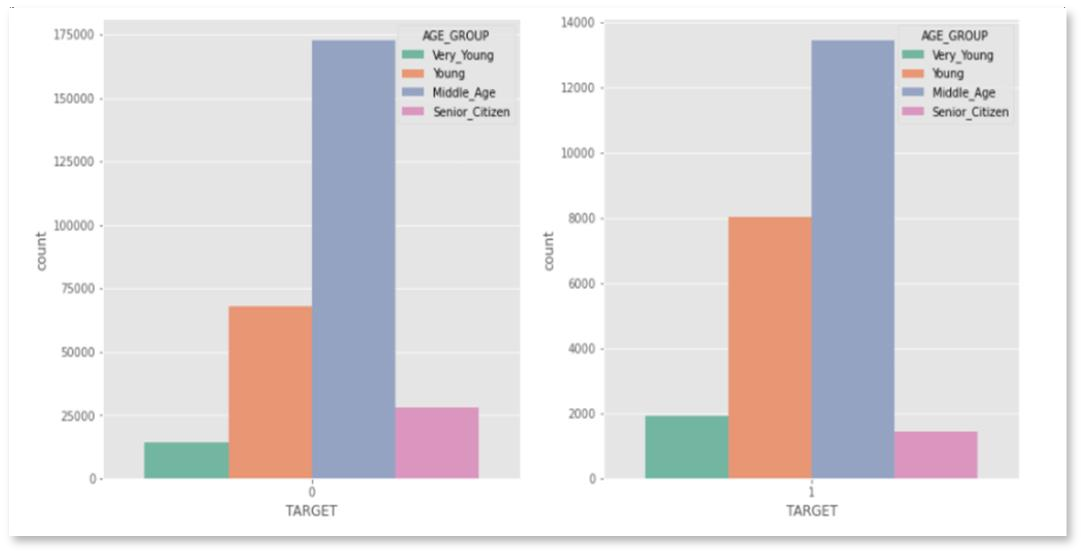 AGE_GROUP
Very_Young
Young
Middle_Age
Senior_Citizen
175000
150000
125000
100000
75000
50000
25000
0
count
0
TARGET
AGE_GROUP
Very_Young
Young
Middle_Age
Senior_Citizen
14000
12000
10000
8000
6000
4000
2000
0
count
1
TARGET